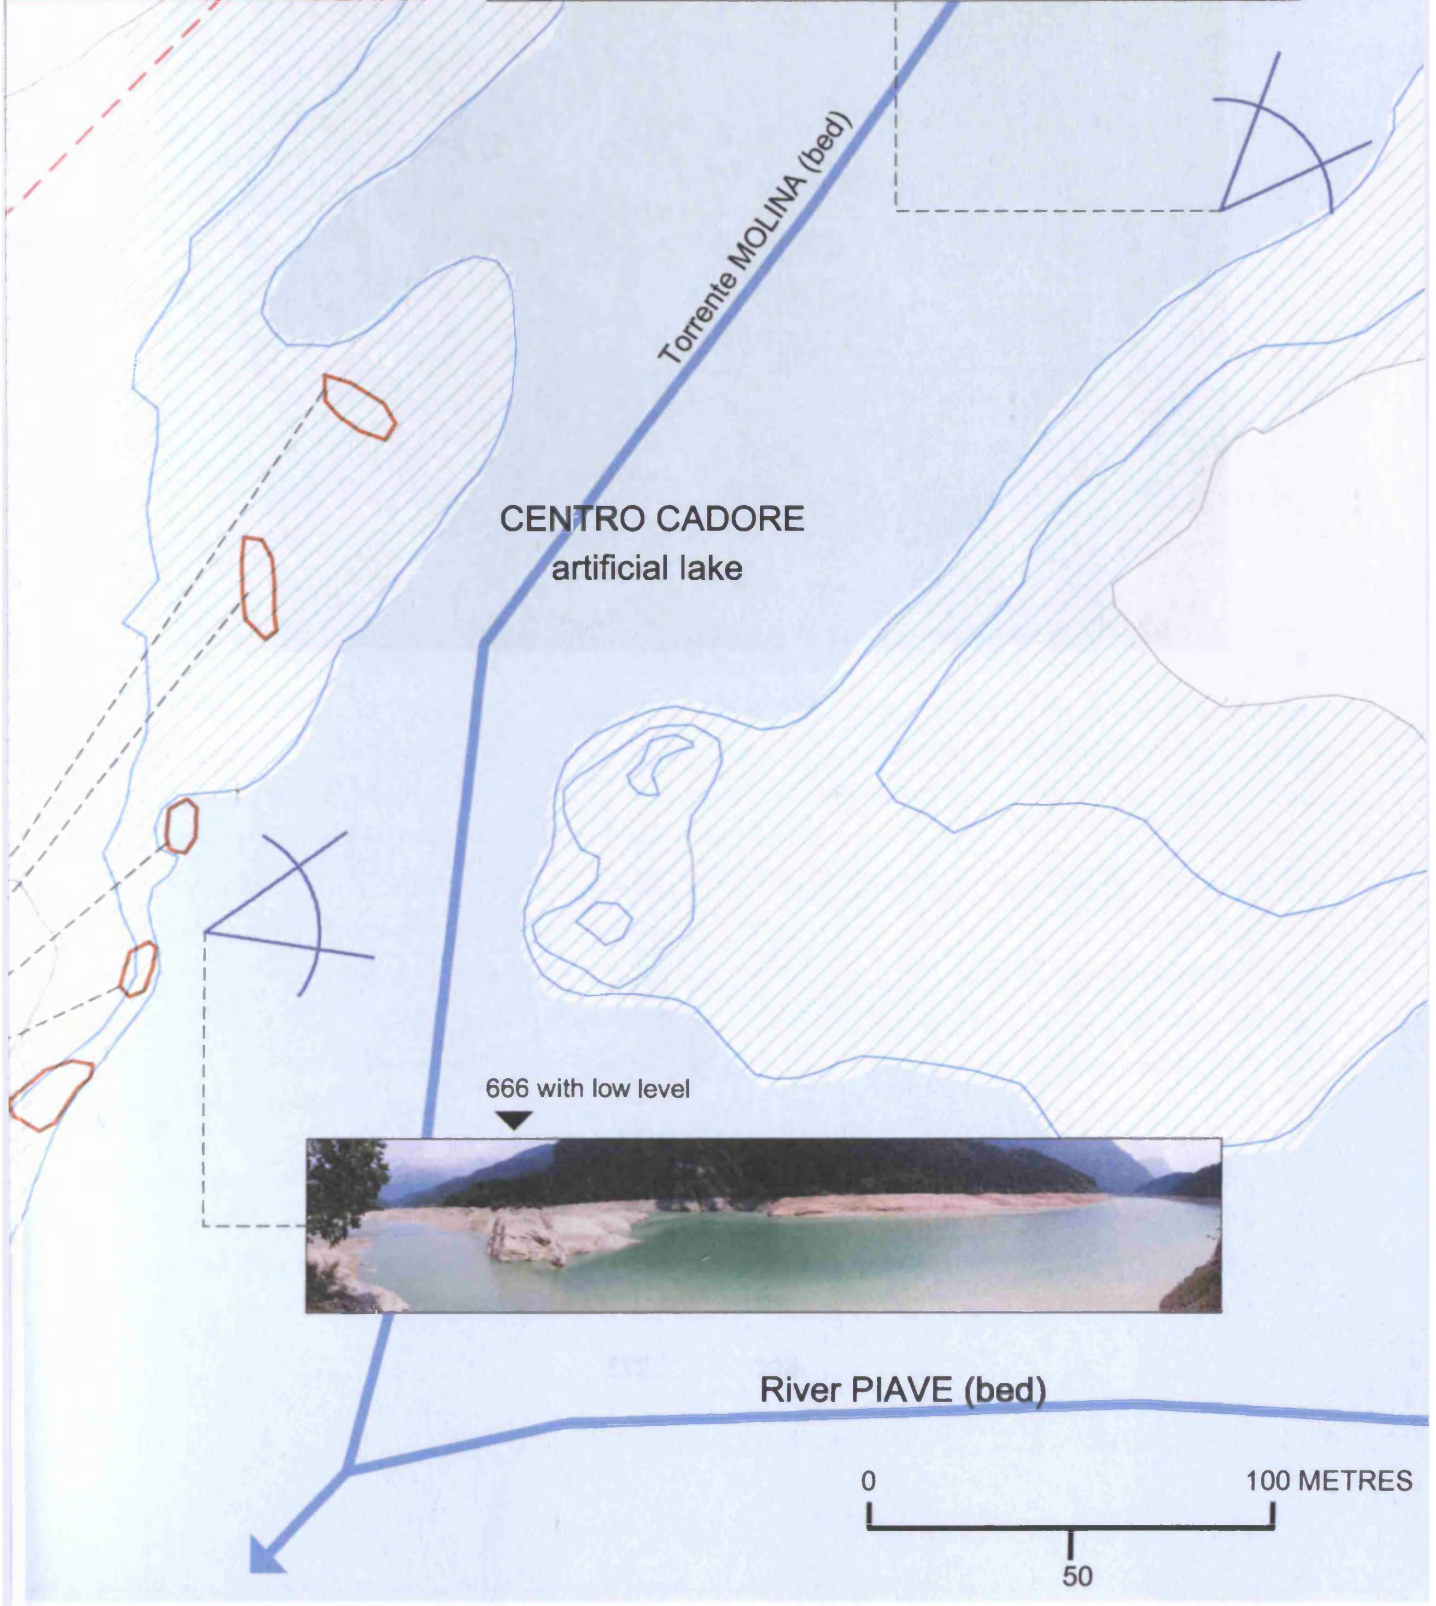 Torrente MOLINA (bed)
CENTRO CADORE
artificial lake
666 with low level
River PIAVE (bed)
0
100 METRES
50